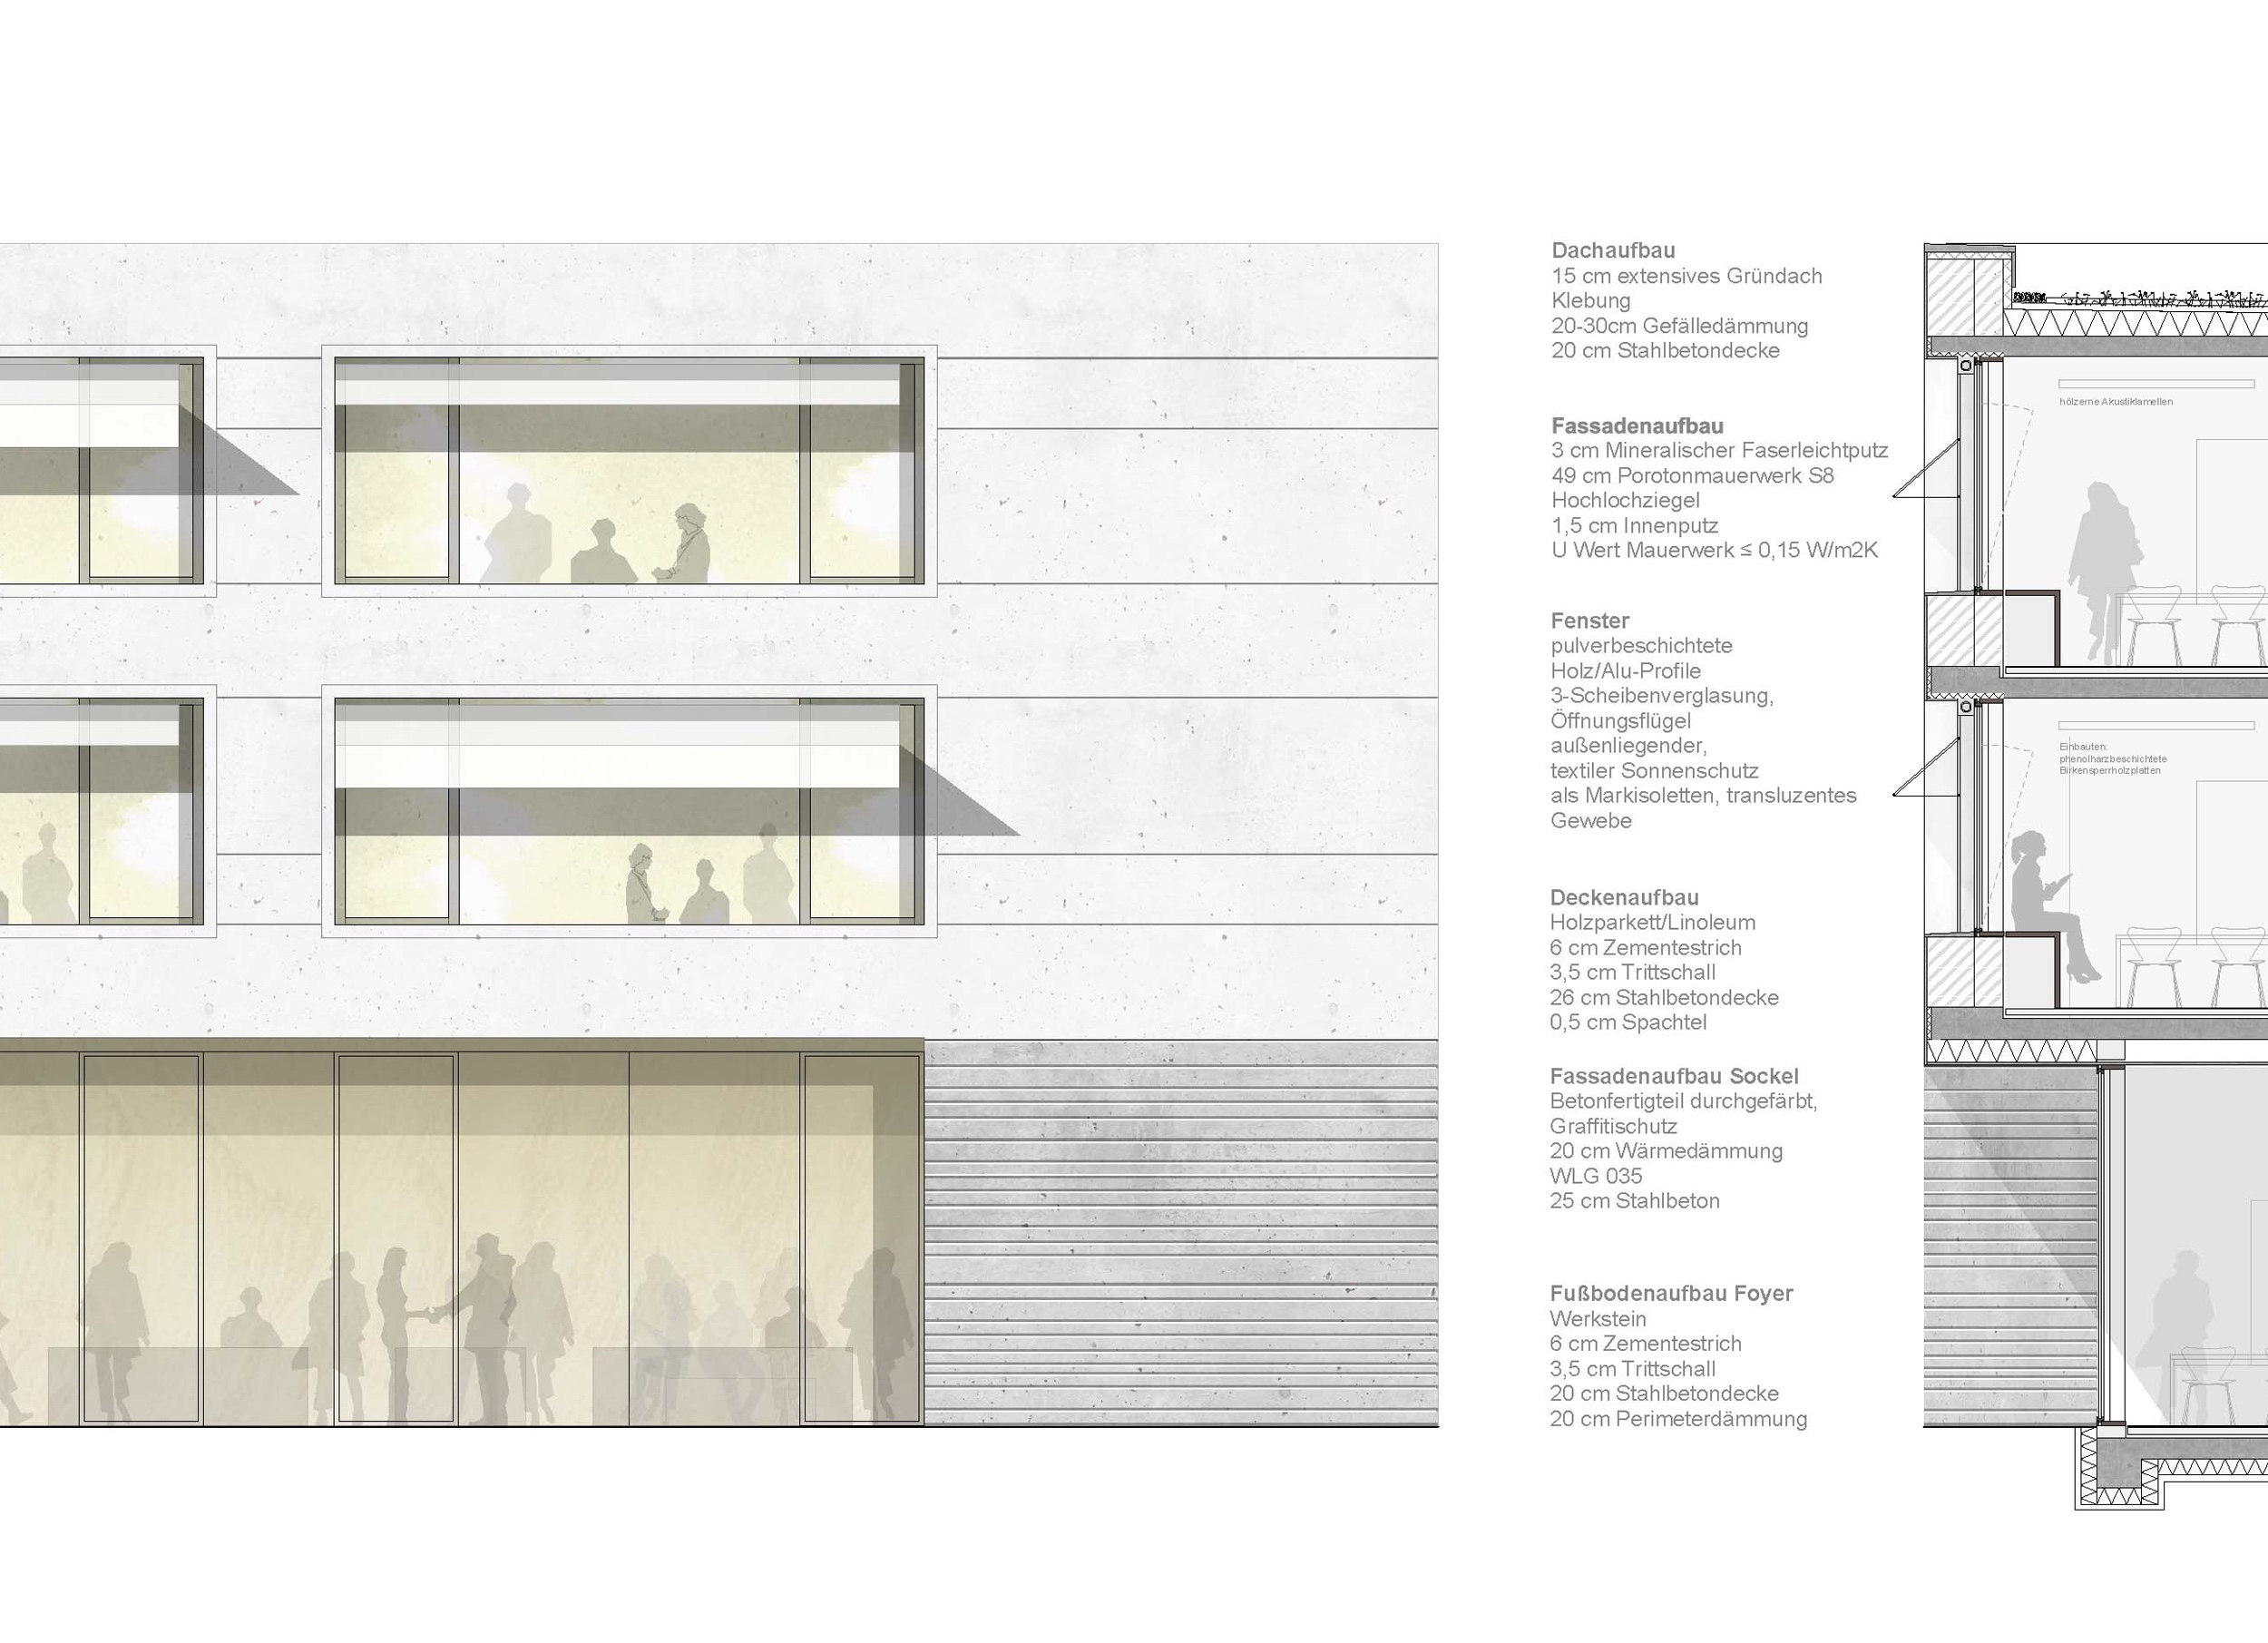 Dachaufbau
15 cm extensives Gründach
Klebung
20-30cm Gefälledämmung
20 cm Stahlbetondecke
Fassadenaufbau
3 cm Mineralischer Faserleichtputz
49 cm Porotonmauerwerk S8
Hochlochziegel
1,5 cm Innenputz
U Wert Mauerwerk ≤ 0,15 W/m2K
Fenster
pulverbeschichtete
Holz/Alu-Profile
3-Scheibenverglasung,
Öffnungsflügel
außenliegender,
textiler Sonnenschutz
als Markisoletten, transluzentes
Gewebe
Deckenaufbau
Holzparkett/Linoleum
6 cm Zementestrich
3,5 cm Trittschall
26 cm Stahlbetondecke
0,5 cm Spachtel
Fassadenaufbau Sockel
Betonfertigteil durchgefärbt,
Graffitischutz
20 cm Wärmedämmung
WLG 035
25 cm Stahlbeton
Fußbodenaufbau Foyer
Werkstein
6 cm Zementestrich
3,5 cm Trittschall
20 cm Stahlbetondecke
20 cm Perimeterdämmung
hölzerne Akustiklamellen
Einbauten:
phenolharzbeschichtete
Birkensperrholzplatten